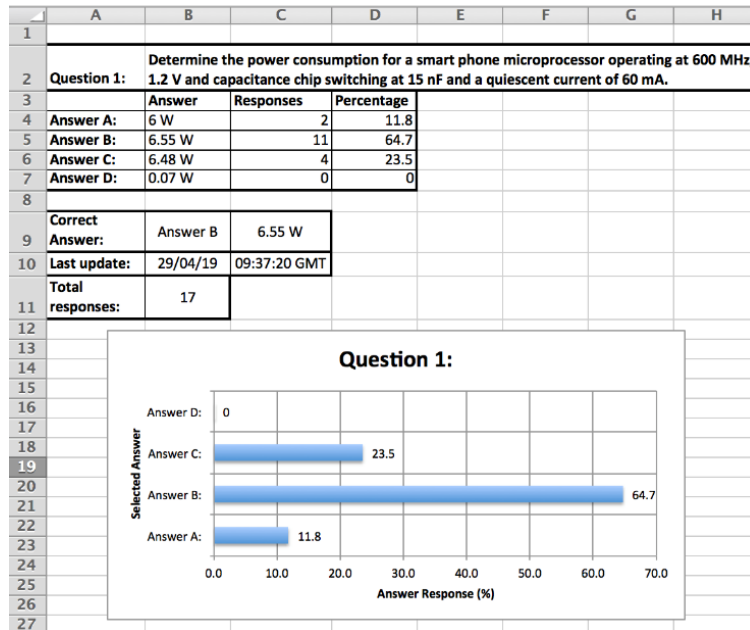 A B C D E F G H
1
Determine the power consumption for a smart phone microprocessor operating at 600 MHz
2 Question 1: 1.2 V and capacitance chip switching at 15 nF and a quiescent current of 60 mA.
3 Answer Responses Percentage
4 Answer A: 6 W 2 11.8
5 Answer B: 6.55 W 11 64.7
6 Answer C: 6.48 W 4 23.5
7 Answer D: 0.07 W 0 0
8
Correct
9 Answer: Answer B 6.55 W
10 Last update: 29/04/19 09:37:20 GMT
Total
11 responses: 17
12
13
Question 1:
14
15
16 Answer D: 0
17
18 Answer C: 23.5
19
Selected Answer
20 Answer B: 64.7
21
22 Answer A: 11.8
23
24 0.0 10.0 20.0 30.0 40.0 50.0 60.0 70.0
25 Answer Response (%)
26
27